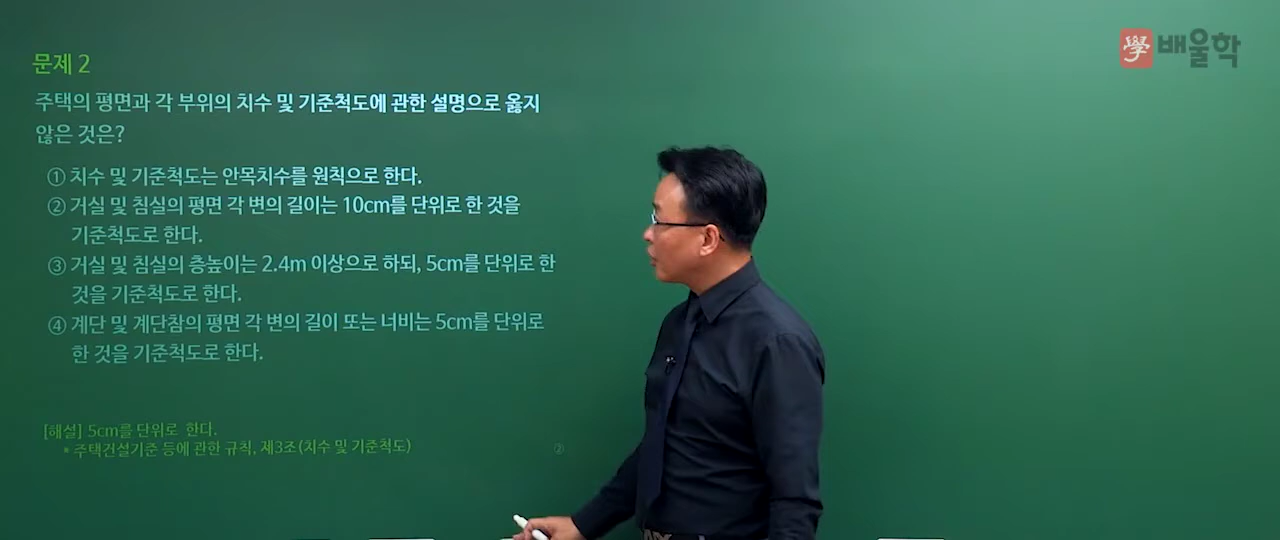 學 배울학
문제 2
주택의 평면과 각 부위의 치수 및 기준척도에 관한 설명으로 옳지
않은 것은?
① 치수 및 기준척도는 안목치수를 원칙으로 한다.
② 거실 및 침실의 평면 각 변의 길이는 10cm를 단위로 한 것을
기준척도로 한다.
③ 거실 및 침실의 층높이는 2.4m 이상으로 하되, 5cm를 단위로 한
것을 기준척도로 한다.
④ 계단 및 계단참의 평면 각 변의 길이 또는 너비는 5cm를 단위로
한 것을 기준척도로 한다.
[해설] 5cm를 단위로 한다.
* 주택건설기준 등에 관한 규칙, 제3조(치수 및 기준척도)
②